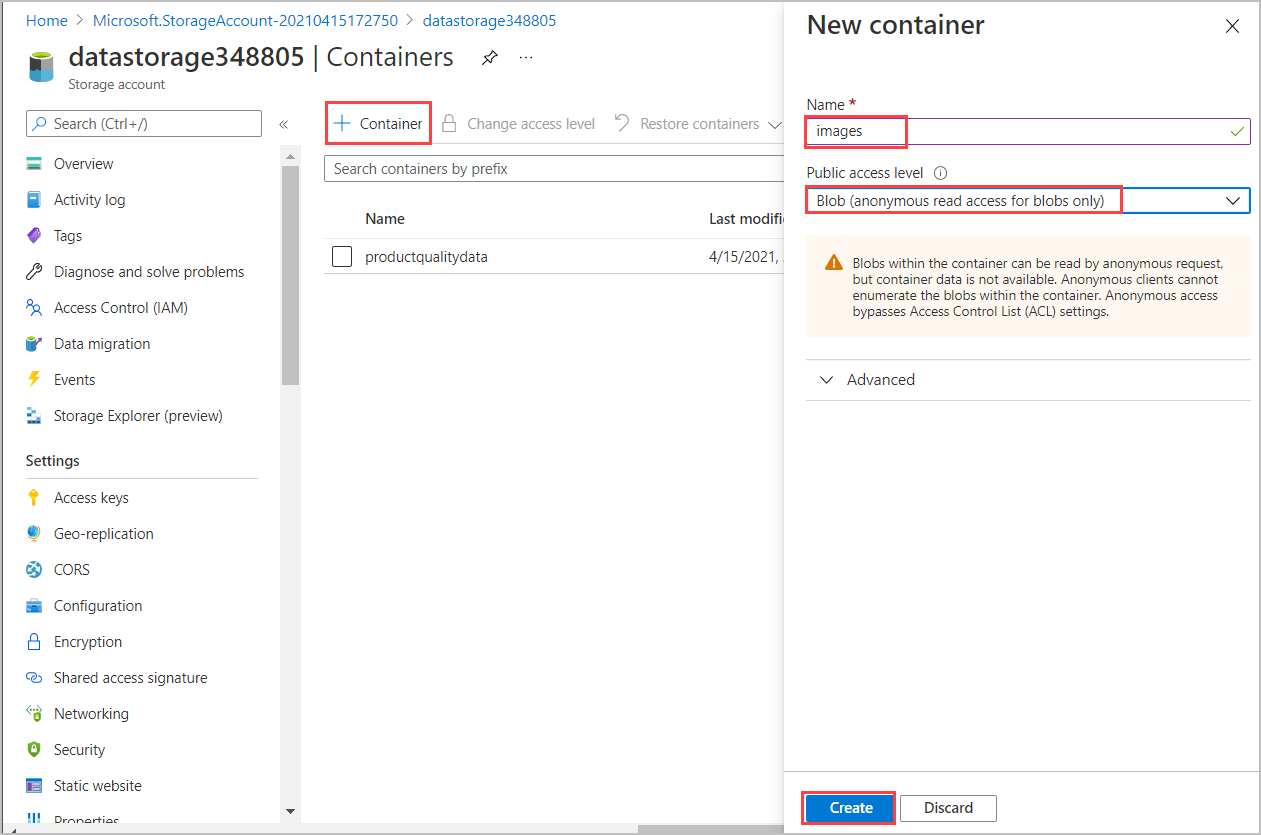 Home > Microsoft.StorageAccount-20210415172750 > datastorage348805
datastorage348805 | Containers
Storage account
Search (Ctrl+/)
Overview
Activity log
Tags
Diagnose and solve problems
Access Control (IAM)
Data migration
Events
Storage Explorer (preview)
Settings
Access keys
Geo-replication
CORS
Configuration
Encryption
Shared access signature
Networking
Security
Static website
Properties
+ Container Change access level Restore containers
Search containers by prefix
Name Last modifi
productqualitydata 4/15/2021,
New container
Name *
images
Public access level
Blob (anonymous read access for blobs only)
Blobs within the container can be read by anonymous request,
but container data is not available. Anonymous clients cannot
enumerate the blobs within the container. Anonymous access
bypasses Access Control List (ACL) settings.
Advanced
Create Discard